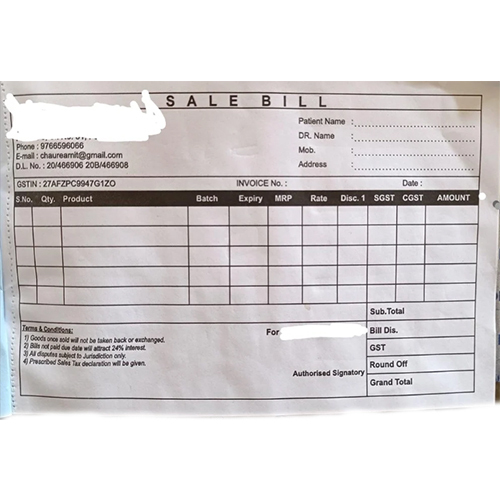 SALE BILL
Patient Name :
DR. Name :
Mob. :
Address :
Phone : 9766596066
E-mail : chaurearnit@gmail.com
D.L. No. : 20/466906 20B/466908
GSTIN : 27AFZPC9947G1ZO INVOICE No. : Date :
S.No. Qty. Product Batch Expiry MRP Rate Disc. 1 SGST CGST AMOUNT
Sub.Total
Bill Dis.
GST
Round Off
Grand Total
Terms & Conditions:
1) Goods once sold will not be taken back or exchanged.
2) Bills not paid due date will attract 24% interest.
3) All disputes subject to Jurisdiction only.
4) Prescribed Sales Tax declaration will be given.
For
Authorised Signatory